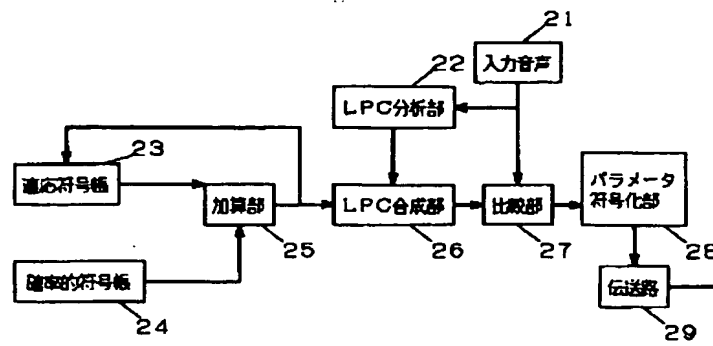 21
入力音声
22
LPC分析部
23
適応符号帳
加算部
25
LPC合成部
26
比較部
27
パラメータ
符号化部
28
確率的符号帳
24
伝送路
29